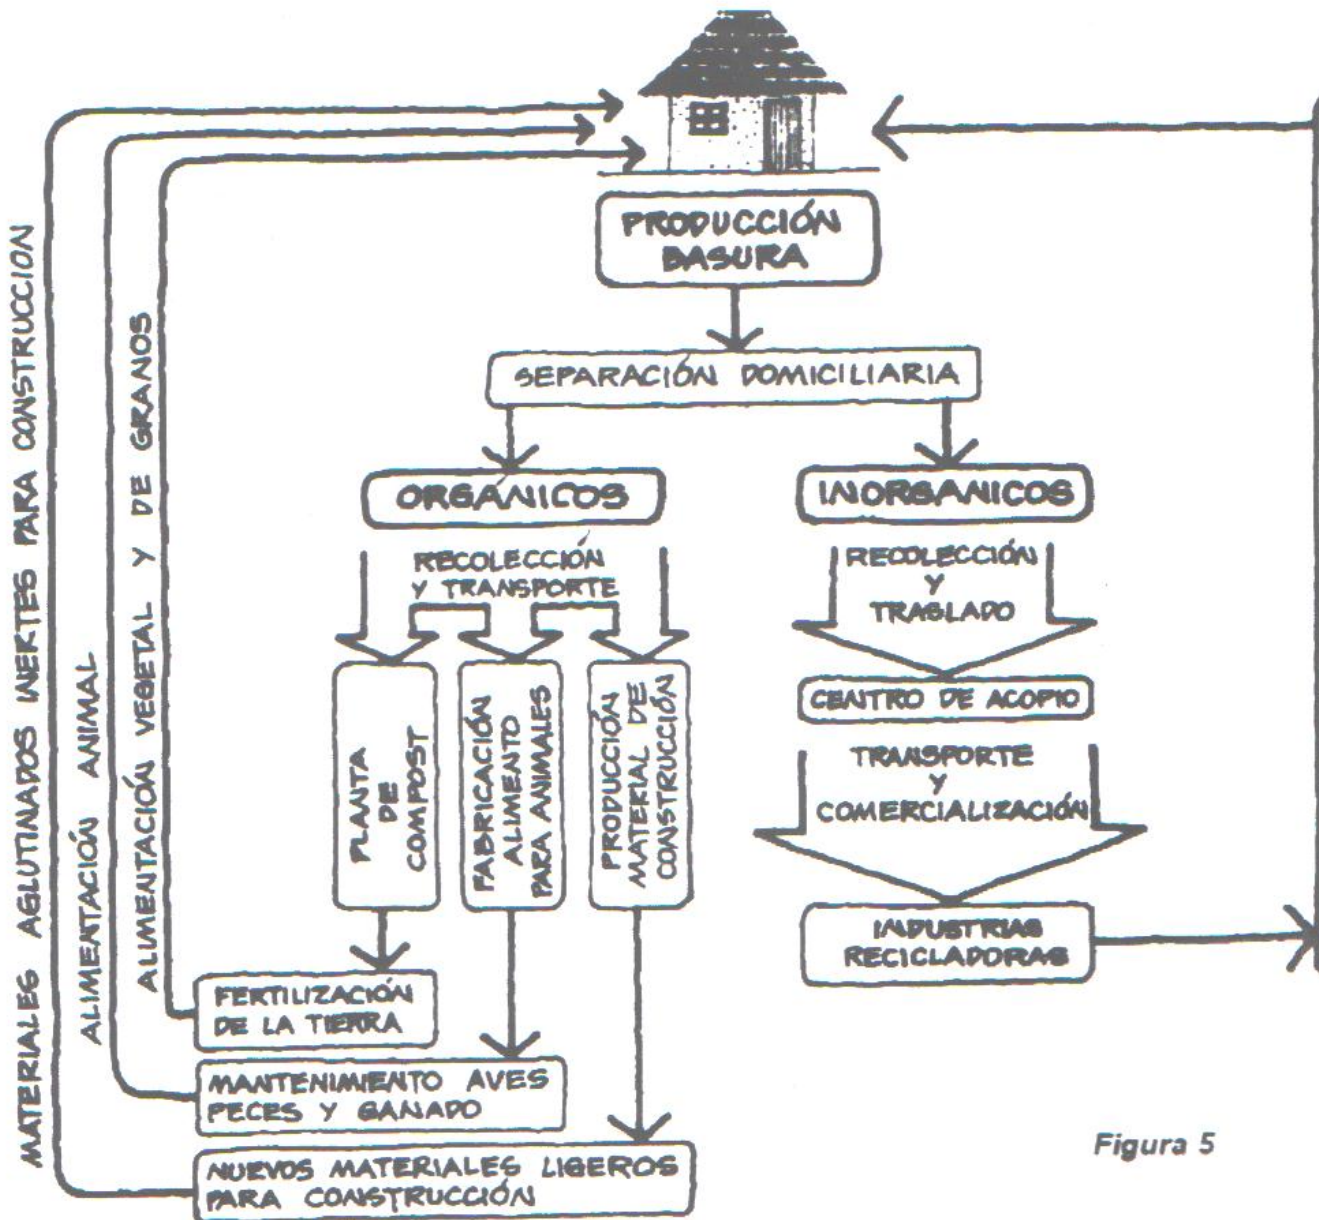 PRODUCCIÓN
BASURA
SEPARACIÓN DOMICILIARIA
ORGÁNICOS
INORGANICOS
RECOLECCIÓN
Y TRANSPORTE
RECOLECCIÓN
Y
TRASLADO
PLANTA
DE
COMPOST
FABRICACIÓN
ALIMENTO
PARA ANIMALES
PRODUCCIÓN
MATERIAL DE
CONSTRUCCIÓN
CENTRO DE ACOPIO
TRANSPORTE
Y
COMERCIALIZACIÓN
INDUSTRIAS
RECICLADORAS
FERTILIZACIÓN
DE LA TIERRA
MANTENIMIENTO AVES
PECES Y GANADO
NUEVOS MATERIALES LIGEROS
PARA CONSTRUCCIÓN
MATERIALES AGLUTINADOS INERTES PARA CONSTRUCCION
ALIMENTACIÓN ANIMAL
ALIMENTACIÓN VEGETAL Y DE GRANOS
Figura 5